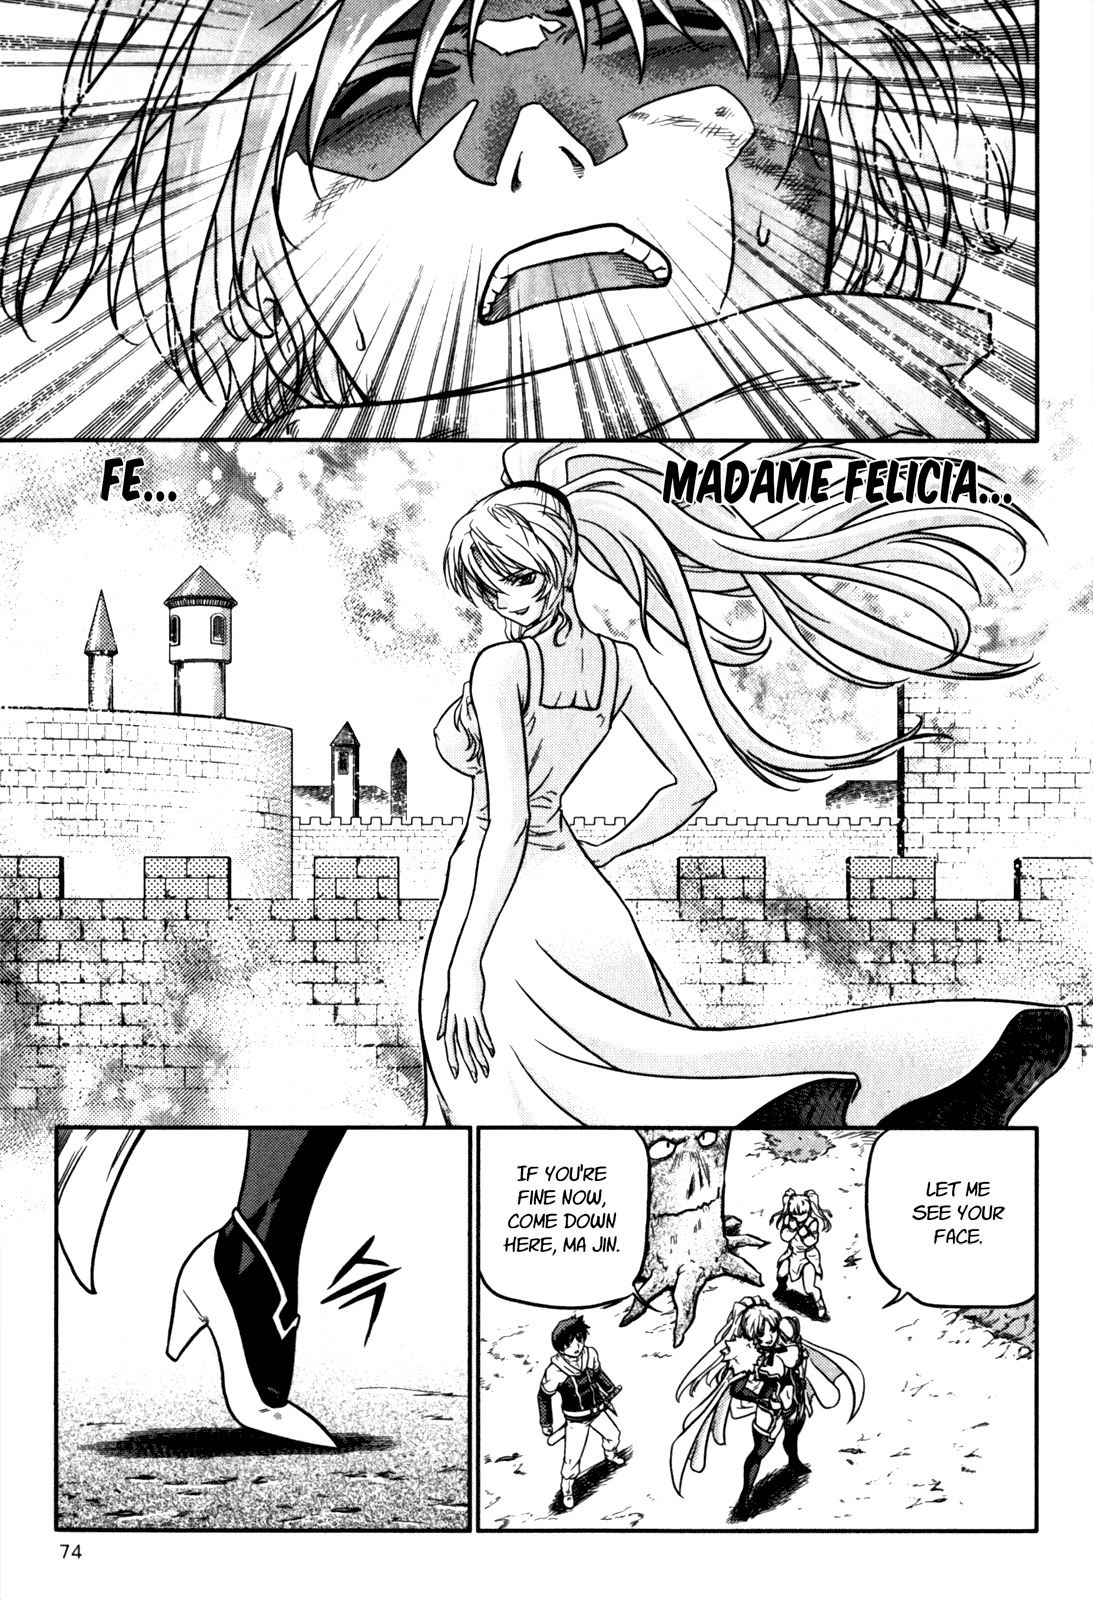 FE...
MADAME FELICIA...
IF YOU'RE
FINE NOW,
COME DOWN
HERE, MA JIN.
LET ME
SEE YOUR
FACE.
74